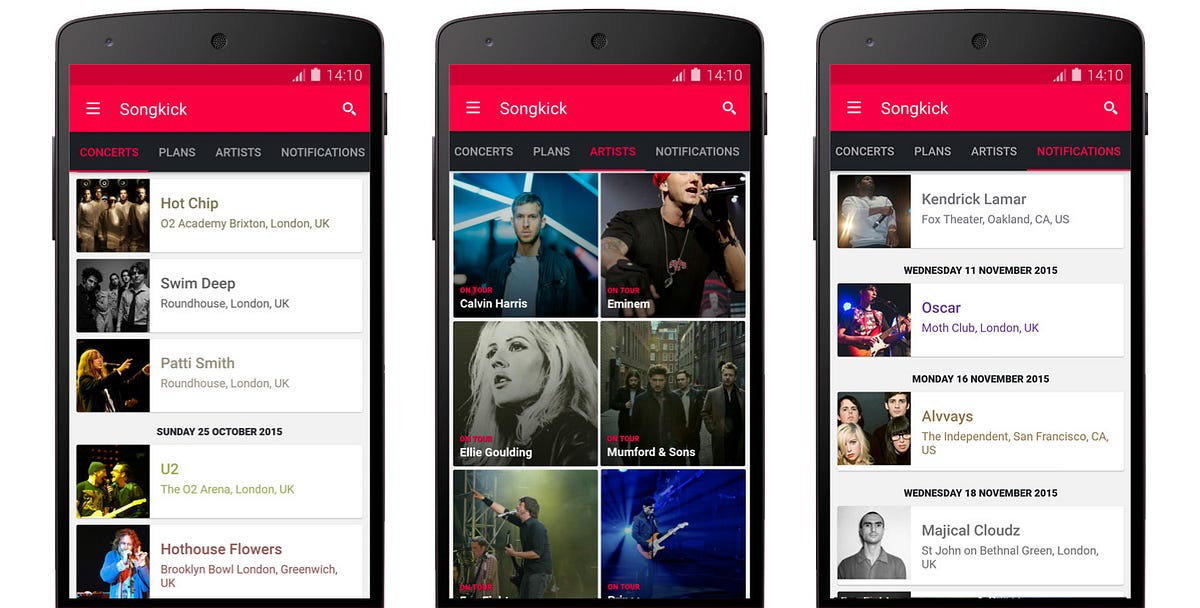 14:10
Songkick
CONCERTS PLANS ARTISTS NOTIFICATIONS
Hot Chip
O2 Academy Brixton, London, UK
Swim Deep
Roundhouse, London, UK
Patti Smith
Roundhouse, London, UK
SUNDAY 25 OCTOBER 2015
U2
The O2 Arena, London, UK
Hothouse Flowers
Brooklyn Bowl London, Greenwich,
UK
14:10
Songkick
CONCERTS PLANS ARTISTS NOTIFICATIONS
ON TOUR
Calvin Harris
ON TOUR
Eminem
ON TOUR
Ellie Goulding
ON TOUR
Mumford & Sons
ON TOUR
ON TOUR
14:10
Songkick
CONCERTS PLANS ARTISTS NOTIFICATIONS
Kendrick Lamar
Fox Theater, Oakland, CA, US
WEDNESDAY 11 NOVEMBER 2015
Oscar
Moth Club, London, UK
MONDAY 16 NOVEMBER 2015
Alvvays
The Independent, San Francisco, CA,
US
WEDNESDAY 18 NOVEMBER 2015
Majical Cloudz
St John on Bethnal Green, London,
UK